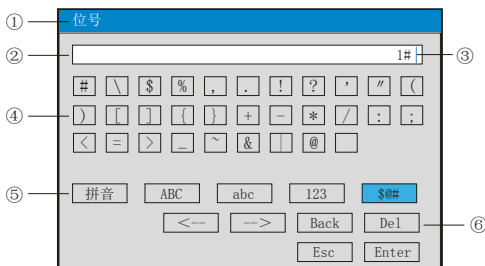 ① 位号
② 1# ③
# \ $ % , . ! ? ' " (
④ ) [ ] { } + - * / : ;
< = > _ ~ & | @
⑤ 拼音 ABC abc 123 $@#
<-- --> Back Del ⑥
Esc Enter